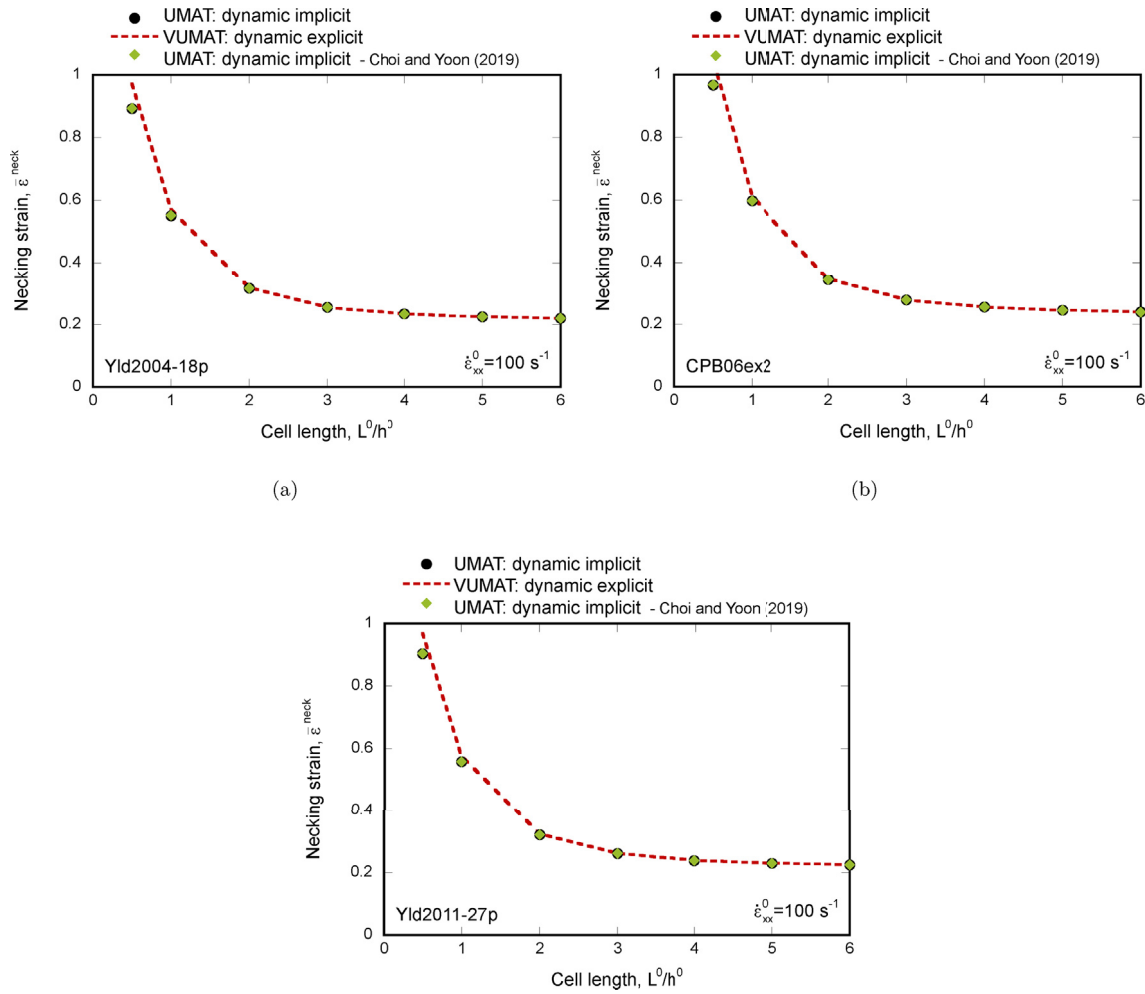 UMAT: dynamic implicit
VUMAT: dynamic explicit
UMAT: dynamic implicit - Choi and Yoon (2019)
1
0.8
0.6
0.4
0.2
0
Necking strain, ε̄ neck
Yld2004-18p
ε̇⁰xx=100 s⁻¹
0 1 2 3 4 5 6
Cell length, L⁰/h⁰
(a)
UMAT: dynamic implicit
VUMAT: dynamic explicit
UMAT: dynamic implicit - Choi and Yoon (2019)
1
0.8
0.6
0.4
0.2
0
Necking strain, ε̄ neck
CPB06ex2
ε̇⁰xx=100 s⁻¹
0 1 2 3 4 5 6
Cell length, L⁰/h⁰
(b)
UMAT: dynamic implicit
VUMAT: dynamic explicit
UMAT: dynamic implicit - Choi and Yoon (2019)
1
0.8
0.6
0.4
0.2
0
Necking strain, ε̄ neck
Yld2011-27p
ε̇⁰xx=100 s⁻¹
0 1 2 3 4 5 6
Cell length, L⁰/h⁰